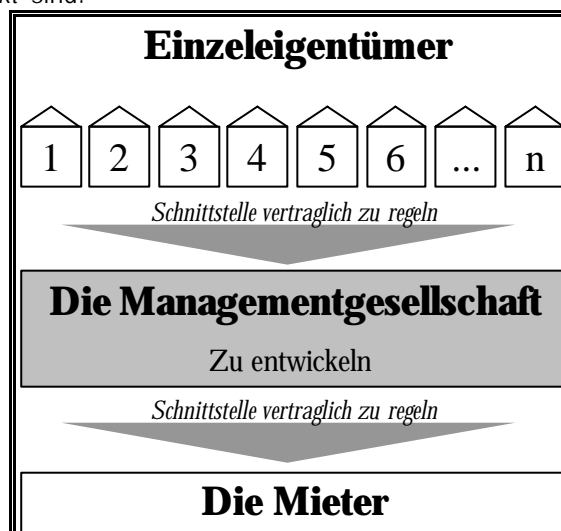 sind.
Einzeleigentümer
1 2 3 4 5 6 ... n
Schnittstelle vertraglich zu regeln
Die Managementgesellschaft
Zu entwickeln
Schnittstelle vertraglich zu regeln
Die Mieter